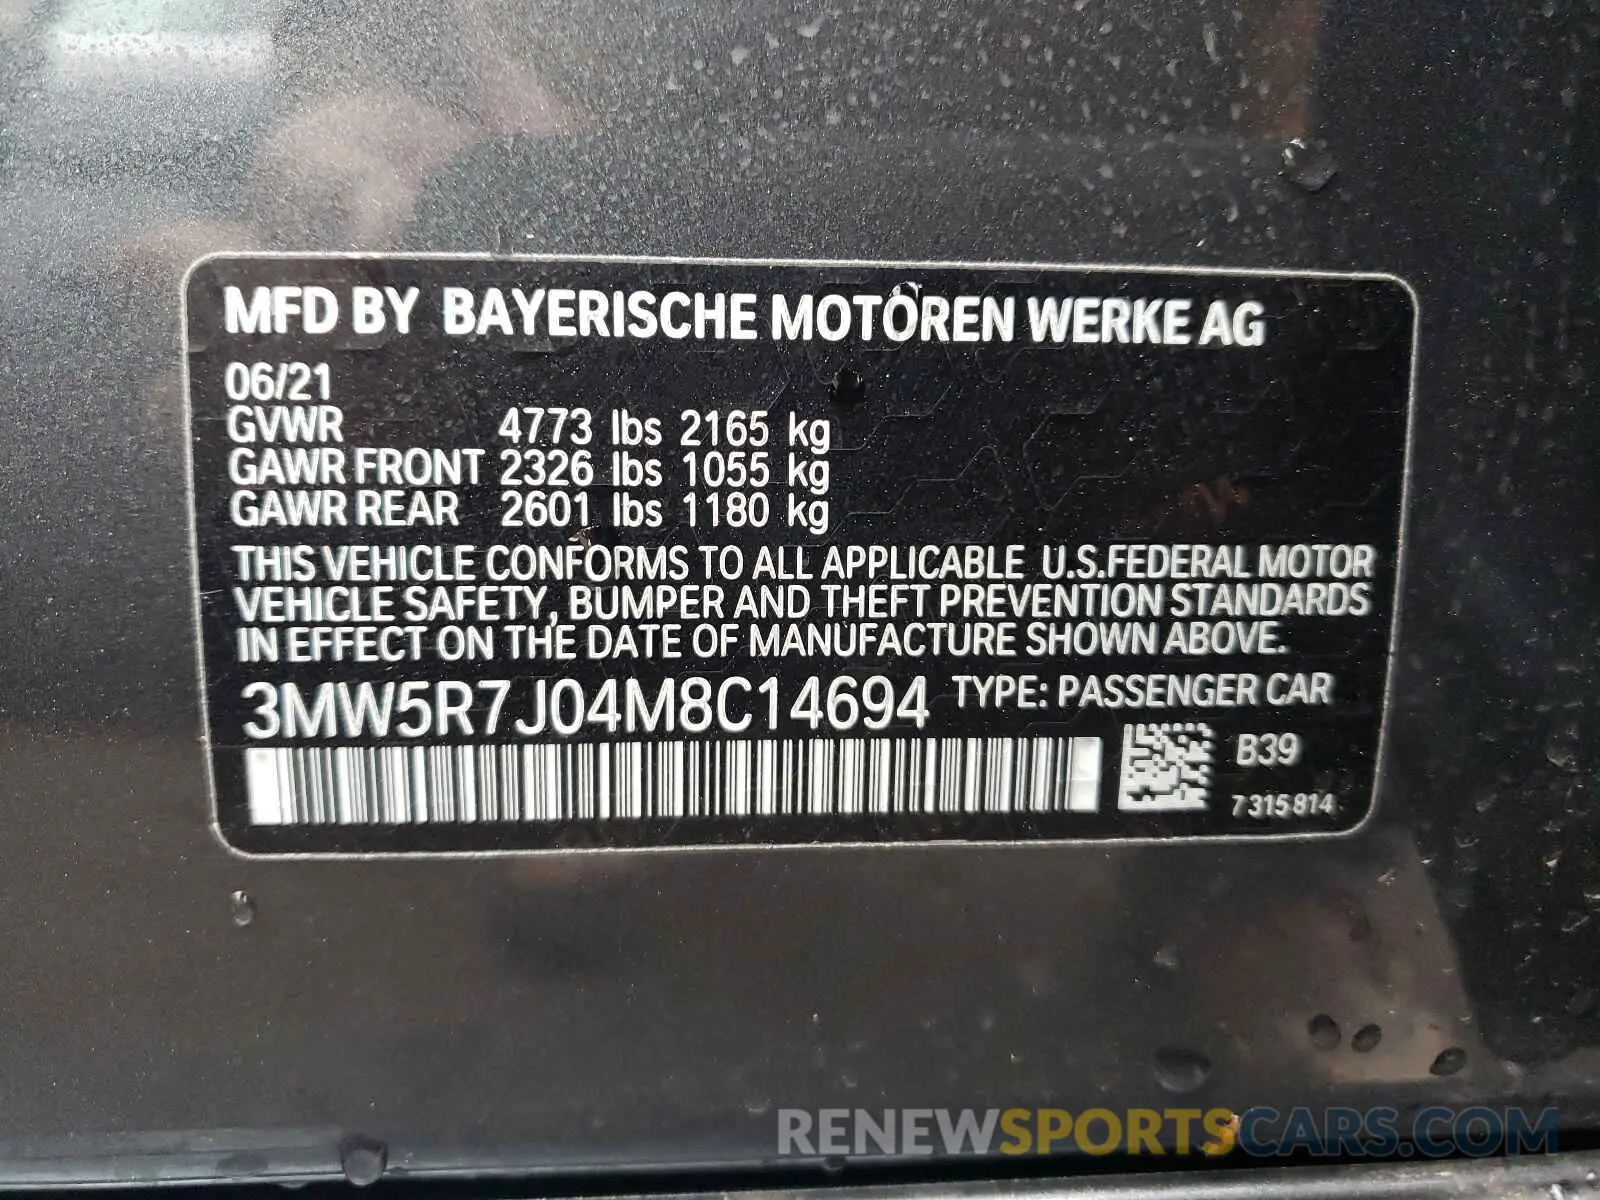 MFD BY BAYERISCHE MOTOREN WERKE AG
06/21
GVWR 4773 lbs 2165 kg
GAWR FRONT 2326 lbs 1055 kg
GAWR REAR 2601 lbs 1180 kg
THIS VEHICLE CONFORMS TO ALL APPLICABLE U.S.FEDERAL MOTOR
VEHICLE SAFETY, BUMPER AND THEFT PREVENTION STANDARDS
IN EFFECT ON THE DATE OF MANUFACTURE SHOWN ABOVE.
3MW5R7J04M8C14694 TYPE: PASSENGER CAR
B39
7315814
RENEWSPORTSCARS.COM